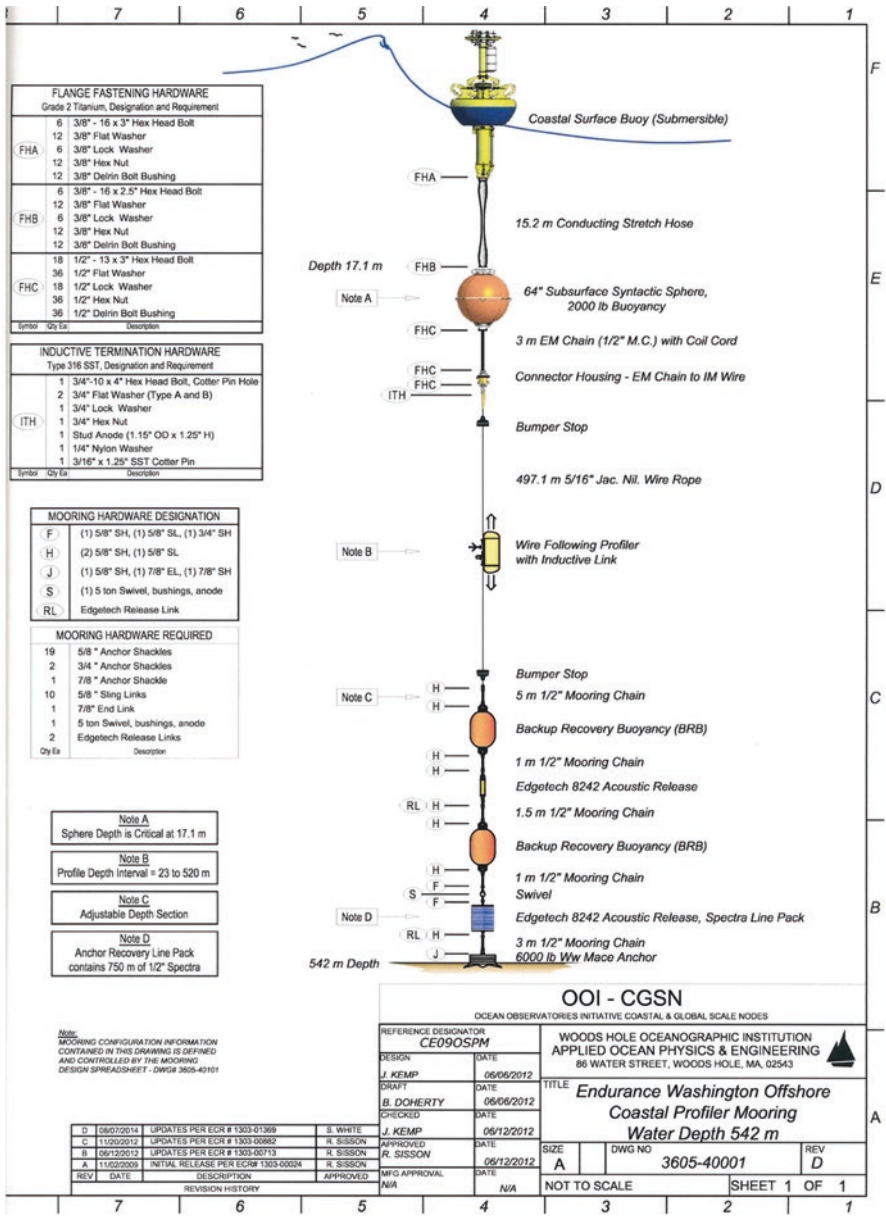 7 6 5 4 3 2 1
F
E
D
C
B
A
FLANGE FASTENING HARDWARE
Grade 2 Titanium, Designation and Requirement
FHA
6 3/8" - 16 x 3" Hex Head Bolt
12 3/8" Flat Washer
6 3/8" Lock Washer
12 3/8" Hex Nut
12 3/8" Delrin Bolt Bushing
FHB
6 3/8" - 16 x 2.5" Hex Head Bolt
12 3/8" Flat Washer
6 3/8" Lock Washer
12 3/8" Hex Nut
12 3/8" Delrin Bolt Bushing
FHC
18 1/2" - 13 x 3" Hex Head Bolt
36 1/2" Flat Washer
18 1/2" Lock Washer
36 1/2" Hex Nut
36 1/2" Delrin Bolt Bushing
Symbol Qty Ea Description
INDUCTIVE TERMINATION HARDWARE
Type 316 SST, Designation and Requirement
ITH
1 3/4"-10 x 4" Hex Head Bolt, Cotter Pin Hole
2 3/4" Flat Washer (Type A and B)
1 3/4" Lock Washer
1 3/4" Hex Nut
1 Stud Anode (1.15" OD x 1.25" H)
1 1/4" Nylon Washer
1 3/16" x 1.25" SST Cotter Pin
Symbol Qty Ea Description
MOORING HARDWARE DESIGNATION
F (1) 5/8" SH, (1) 5/8" SL, (1) 3/4" SH
H (2) 5/8" SH, (1) 5/8" SL
J (1) 5/8" SH, (1) 7/8" EL, (1) 7/8" SH
S (1) 5 ton Swivel, bushings, anode
RL Edgetech Release Link
MOORING HARDWARE REQUIRED
19 5/8 " Anchor Shackles
2 3/4 " Anchor Shackles
1 7/8 " Anchor Shackle
10 5/8 " Sling Links
1 7/8" End Link
1 5 ton Swivel, bushings, anode
2 Edgetech Release Links
Qty Ea Description
Note A
Sphere Depth is Critical at 17.1 m
Note B
Profile Depth Interval = 23 to 520 m
Note C
Adjustable Depth Section
Note D
Anchor Recovery Line Pack
contains 750 m of 1/2" Spectra
Coastal Surface Buoy (Submersible)
FHA
15.2 m Conducting Stretch Hose
Depth 17.1 m FHB
Note A
64" Subsurface Syntactic Sphere,
2000 lb Buoyancy
FHC
3 m EM Chain (1/2" M.C.) with Coil Cord
FHC
FHC
Connector Housing - EM Chain to IM Wire
ITH
Bumper Stop
497.1 m 5/16" Jac. Nil. Wire Rope
Note B
Wire Following Profiler
with Inductive Link
Bumper Stop
H
Note C
5 m 1/2" Mooring Chain
H
Backup Recovery Buoyancy (BRB)
H
1 m 1/2" Mooring Chain
H
Edgetech 8242 Acoustic Release
RL H
1.5 m 1/2" Mooring Chain
H
Backup Recovery Buoyancy (BRB)
H
1 m 1/2" Mooring Chain
F
S Swivel
F
Note D
Edgetech 8242 Acoustic Release, Spectra Line Pack
RL H
3 m 1/2" Mooring Chain
J
6000 lb Ww Mace Anchor
542 m Depth
Note:
MOORING CONFIGURATION INFORMATION
CONTAINED IN THIS DRAWING IS DEFINED
AND CONTROLLED BY THE MOORING
DESIGN SPREADSHEET - DWG# 3605-40101
D 08/07/2014 UPDATES PER ECR # 1303-01369 S. WHITE
C 11/20/2012 UPDATES PER ECR # 1303-00882 R. SISSON
B 06/12/2012 UPDATES PER ECR # 1303-00713 R. SISSON
A 11/02/2009 INITIAL RELEASE PER ECR# 1303-00024 R. SISSON
REV DATE DESCRIPTION APPROVED
REVISION HISTORY
OOI - CGSN
OCEAN OBSERVATORIES INITIATIVE COASTAL & GLOBAL SCALE NODES
REFERENCE DESIGNATOR
CE09OSPM
DESIGN DATE
J. KEMP 06/06/2012
DRAFT DATE
B. DOHERTY 06/06/2012
CHECKED DATE
J. KEMP 06/12/2012
APPROVED DATE
R. SISSON 06/12/2012
MFG APPROVAL DATE
N/A N/A
WOODS HOLE OCEANOGRAPHIC INSTITUTION
APPLIED OCEAN PHYSICS & ENGINEERING
86 WATER STREET, WOODS HOLE, MA, 02543
TITLE Endurance Washington Offshore
Coastal Profiler Mooring
Water Depth 542 m
SIZE DWG NO REV
A 3605-40001 D
NOT TO SCALE SHEET 1 OF 1
7 6 5 4 3 2 1